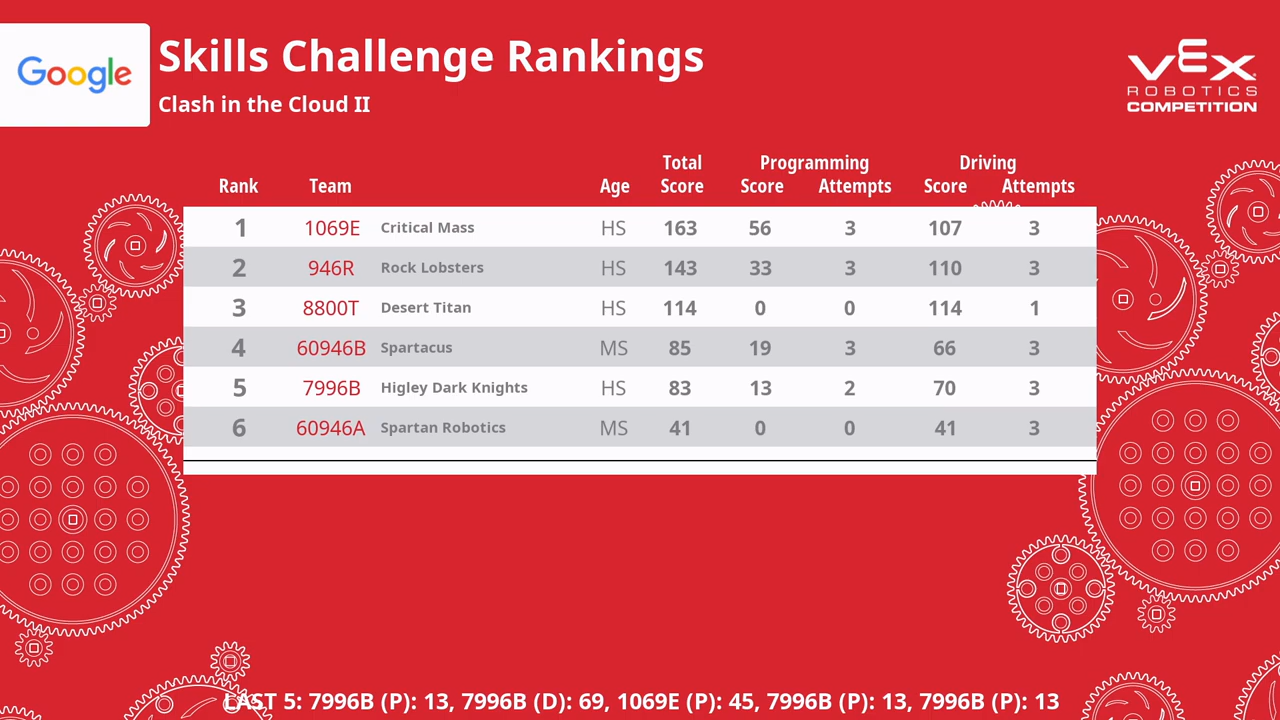 Google
Skills Challenge Rankings
Clash in the Cloud II
VEX
ROBOTICS
COMPETITION
Total Programming Driving
Rank Team Age Score Score Attempts Score Attempts
1 1069E Critical Mass HS 163 56 3 107 3
2 946R Rock Lobsters HS 143 33 3 110 3
3 8800T Desert Titan HS 114 0 0 114 1
4 60946B Spartacus MS 85 19 3 66 3
5 7996B Higley Dark Knights HS 83 13 2 70 3
6 60946A Spartan Robotics MS 41 0 0 41 3
LAST 5: 7996B (P): 13, 7996B (D): 69, 1069E (P): 45, 7996B (P): 13, 7996B (P): 13